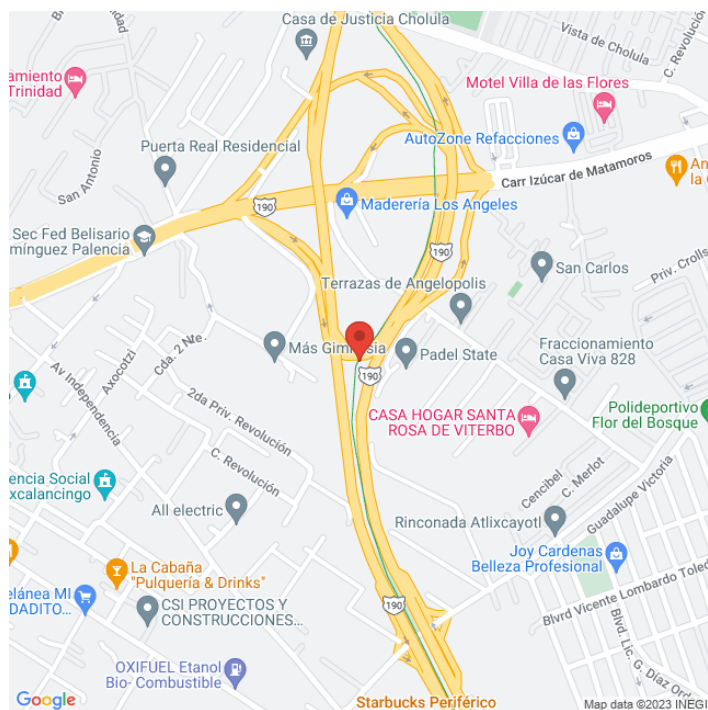 Casa de Justicia Cholula
Vista de Cholula
C. Revolución
amiento
Trinidad
Motel Villa de las Flores
AutoZone Refacciones
Puerta Real Residencial
San Antonio
Carr Izúcar de Matamoros
An
la
190
Maderería Los Angeles
Sec Fed Belisario
mínguez Palencia
190
San Carlos
Priv. Crolls
Terrazas de Angelopolis
Axocotzi
Cda. 2 Nte.
Más Gimnasia
Padel State
Fraccionamiento
Casa Viva 828
190
Av Independencia
2da Priv. Revolución
CASA HOGAR SANTA
ROSA DE VITERBO
Polideportivo
Flor del Bosque
C. Revolución
encia Social
xcalancingo
Cencibel
C. Merlot
Guadalupe Victoria
All electric
Rinconada Atlixcayotl
Joy Cardenas
Belleza Profesional
La Cabaña
"Pulquería & Drinks"
elánea MI
DADITO...
CSI PROYECTOS Y
CONSTRUCCIONES...
190
Blvrd Vicente Lombardo Toled
Blvd. Lic. G. Diaz Ord
OXIFUEL Etanol
Bio- Combustible
Starbucks Periférico
Google
Map data ©2023 INEGI